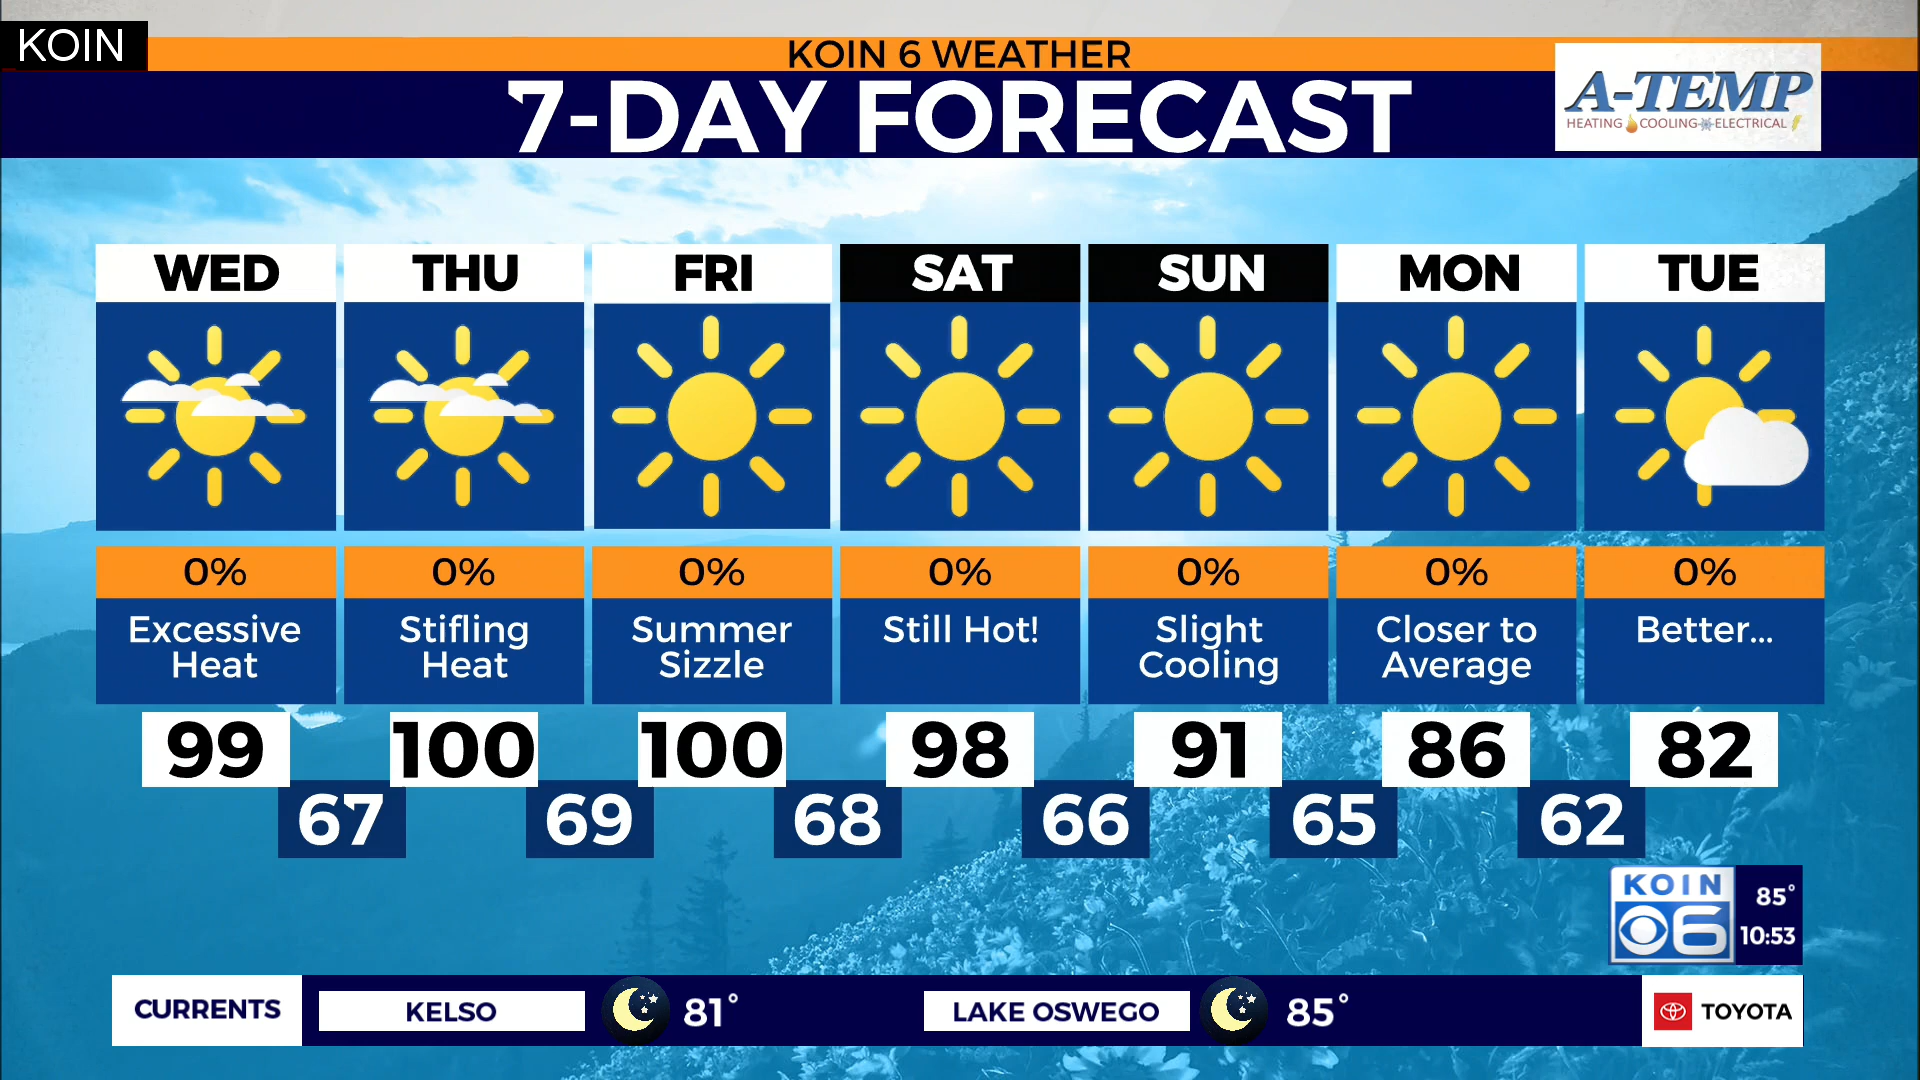 KOIN
KOIN 6 WEATHER
7-DAY FORECAST
A-TEMP
HEATING COOLING ELECTRICAL
WED THU FRI SAT SUN MON TUE
0% 0% 0% 0% 0% 0% 0%
Excessive Heat
Stifling Heat
Summer Sizzle
Still Hot!
Slight Cooling
Closer to Average
Better...
99 100 100 98 91 86 82
67 69 68 66 65 62
KOIN 6
85°
10:53
CURRENTS KELSO 81° LAKE OSWEGO 85° TOYOTA